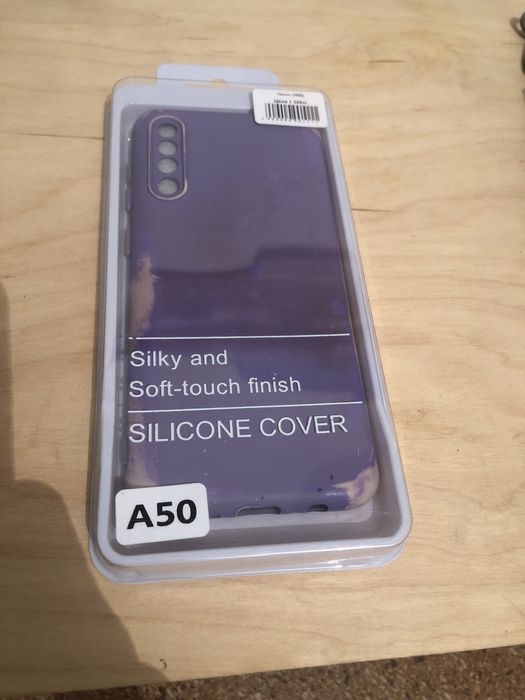 Silky and
Soft-touch finish
SILICONE COVER
A50